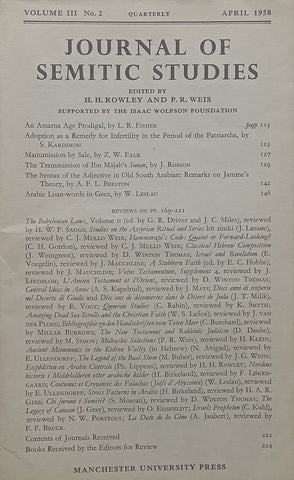 VOLUME III No. 2 QUARTERLY APRIL 1958
JOURNAL OF
SEMITIC STUDIES
EDITED BY
H. H. ROWLEY AND P. R. WEIS
SUPPORTED BY THE ISAAC WOLFSON FOUNDATION
An Amarna Age Prodigal, by L. R. FISHER page 113
Adoption as a Remedy for Infertility in the Period of the Patriarchs, by
S. KARDIMON 123
Manumission by Sale, by Z. W. FALK 127
The Transmission of Ibn Mājah's Sunan, by J. ROBSON 129
The Syntax of the Adjective in Old South Arabian: Remarks on Jamme's
Theory, by A. F. L. BEESTON 142
Arabic Loan-words in Geez, by W. LESLAU 146
REVIEWS ON PP. 169–221
The Babylonian Laws, Volume II (ed. by G. R. Driver and J. C. Miles), reviewed
by H. W. F. SAGGS; Studies on the Assyrian Ritual and Series bīt rimki (J. Læssøe),
reviewed by C. J. MULLO WEIR; Hammurapi's Code: Quaint or Forward-Looking?
(C. H. Gordon), reviewed by C. J. MULLO WEIR; Classical Hebrew Composition
(J. Weingreen), reviewed by D. WINTON THOMAS; Israel and Revelation (E.
Voegelin), reviewed by J. MAUCHLINE; A Stubborn Faith (ed. by E. C. Hobbs),
reviewed by J. MAUCHLINE; Vetus Testamentum, Supplement 4, reviewed by J.
LINDBLOM; L'Ancien Testament et l'Orient, reviewed by D. WINTON THOMAS;
Central Ideas in Amos (A. S. Kapelrud), reviewed by J. MAYS; Dieci anni di scoperte
nel Deserto di Giuda and Dix ans de découvertes dans le Désert de Juda (J. T. Milik),
reviewed by E. VOGT; Qumran Studies (C. Rabin), reviewed by K. SMYTH;
Amazing Dead Sea Scrolls and the Christian Faith (W. S. LaSor), reviewed by J. VAN
DER PLOEG; Bibliographie zu den Handschriften vom Toten Meer (C. Burchard), reviewed
by MILLAR BURROWS; The New Testament and Rabbinic Judaism (D. Daube),
reviewed by M. SIMON; Midrashic Selection (P. R. Weis), reviewed by H. KLEIN;
Ancient Monuments in the Kidron Valley (in Hebrew) (N. Avigad), reviewed by
E. ULLENDORFF; The Legend of the Baal-Shem (M. Buber), reviewed by J. G. WEISS;
Expédition en Arabie Centrale (Ph. Lippens), reviewed by H. H. ROWLEY;
historie i Middelalderen etter arabiske kilder (H. Birkeland), reviewed by F. LØKKE-
GAARD; Coutumes et Croyances des Falachas (Juifs d'Abyssinie) (W. Leslau), reviewed
by E. ULLENDORFF; Stress Patterns in Arabic (H. Birkeland), reviewed by H. A. R.
GIBB; Chi furono i Semiti? (S. Moscati), reviewed by D. WINTON THOMAS; The
Legacy of Canaan (J. Gray), reviewed by O. EISSFELDT; Israels Propheten (C. Kuhl),
reviewed by N. W. PORTEOUS; La Date de la Cène (A. Jaubert), reviewed by
F. F. BRUCE.
Contents of Journals Received 222
Books Received by the Editors for Review 224
MANCHESTER UNIVERSITY PRESS